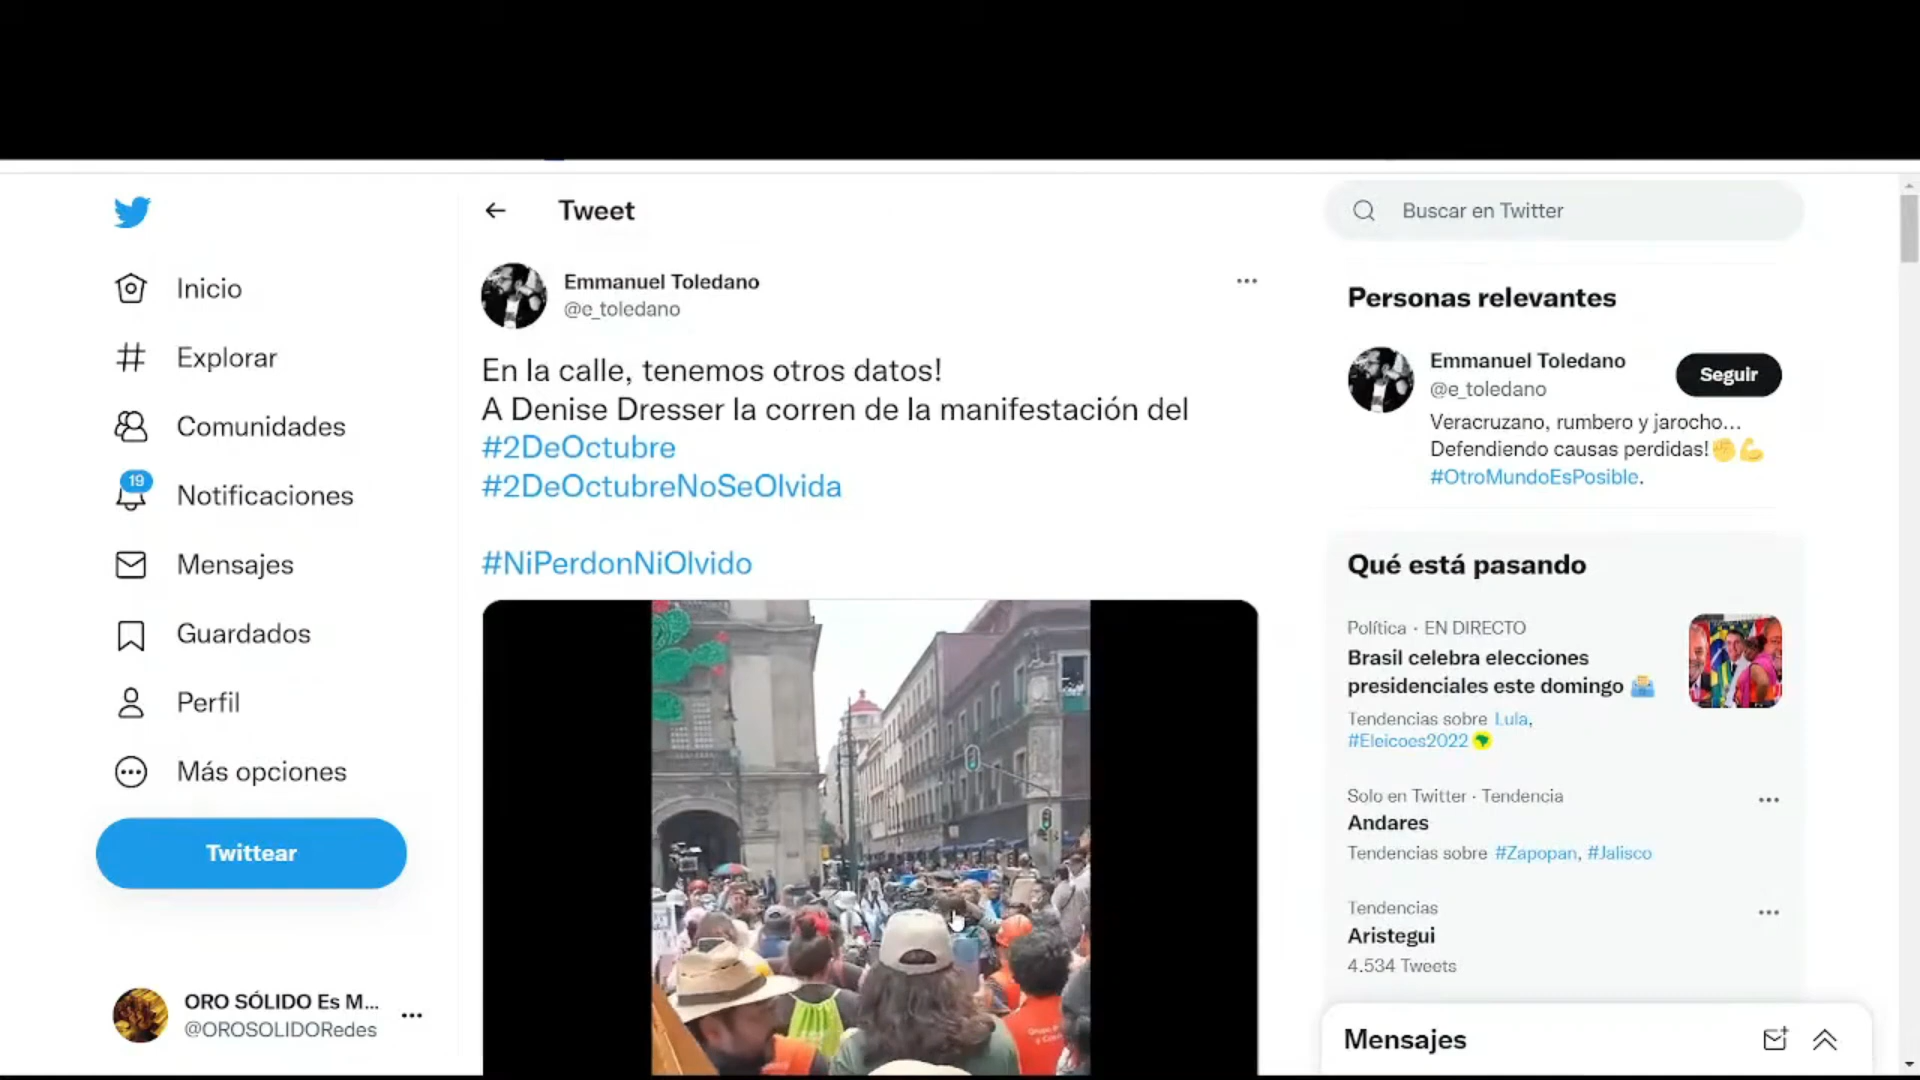 Inicio
Explorar
Comunidades
19
Notificaciones
Mensajes
Guardados
Perfil
Más opciones
Twittear
ORO SÓLIDO Es M...
@OROSOLIDORedes
Tweet
Emmanuel Toledano
@e_toledano
En la calle, tenemos otros datos!
A Denise Dresser la corren de la manifestación del
#2DeOctubre
#2DeOctubreNoSeOlvida
#NiPerdonNiOlvido
Buscar en Twitter
Personas relevantes
Emmanuel Toledano
@e_toledano
Seguir
Veracruzano, rumbero y jarocho...
Defendiendo causas perdidas!✊💪
#OtroMundoEsPosible.
Qué está pasando
Política · EN DIRECTO
Brasil celebra elecciones
presidenciales este domingo 🗳️
Tendencias sobre Lula,
#Eleicoes2022
Solo en Twitter · Tendencia
Andares
Tendencias sobre #Zapopan, #Jalisco
Tendencias
Aristegui
4.534 Tweets
Mensajes